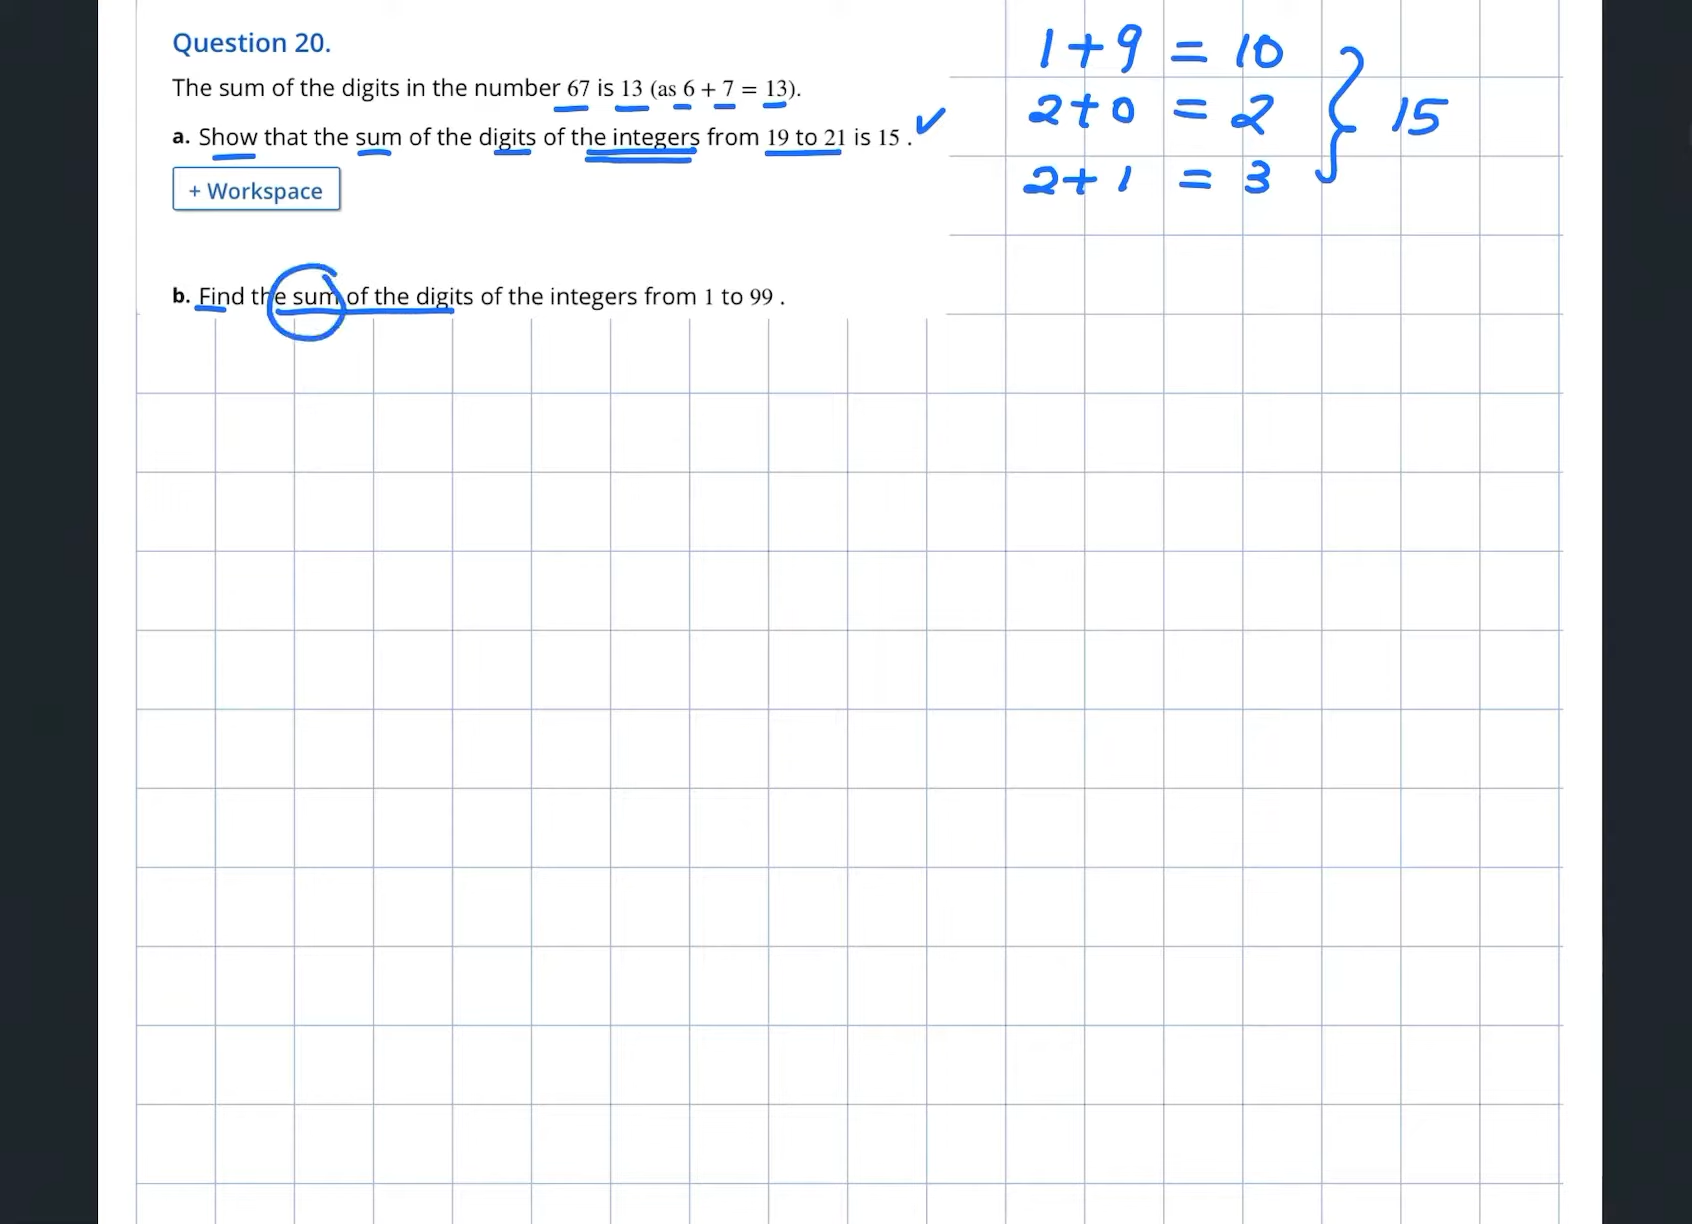 Question 20.
The sum of the digits in the number 67 is 13 (as 6 + 7 = 13).
a. Show that the sum of the digits of the integers from 19 to 21 is 15 . ✓
+ Workspace
b. Find the sum of the digits of the integers from 1 to 99 .
1+9 = 10
2+0 = 2 } 15
2+1 = 3